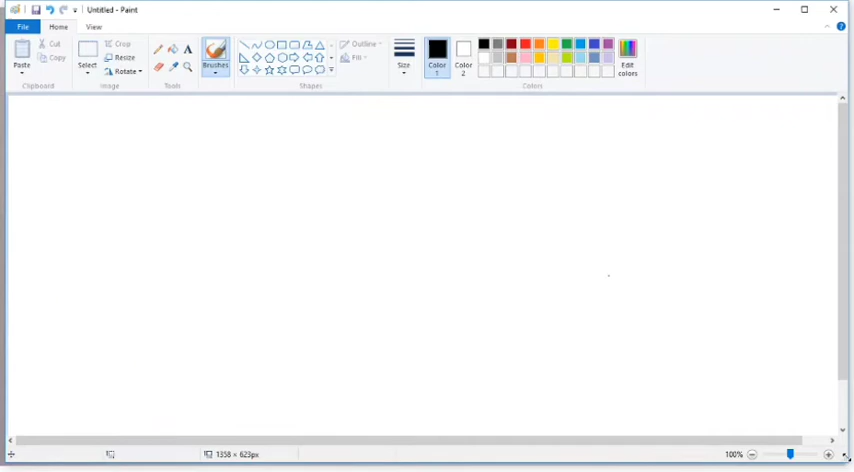 Untitled - Paint
File Home View
Paste
Cut
Copy
Clipboard
Select
Crop
Resize
Rotate
Image
A
Tools
Brushes
Shapes
Outline
Fill
Size
Color 1
Color 2
Edit colors
Colors
1358 × 623px
100%